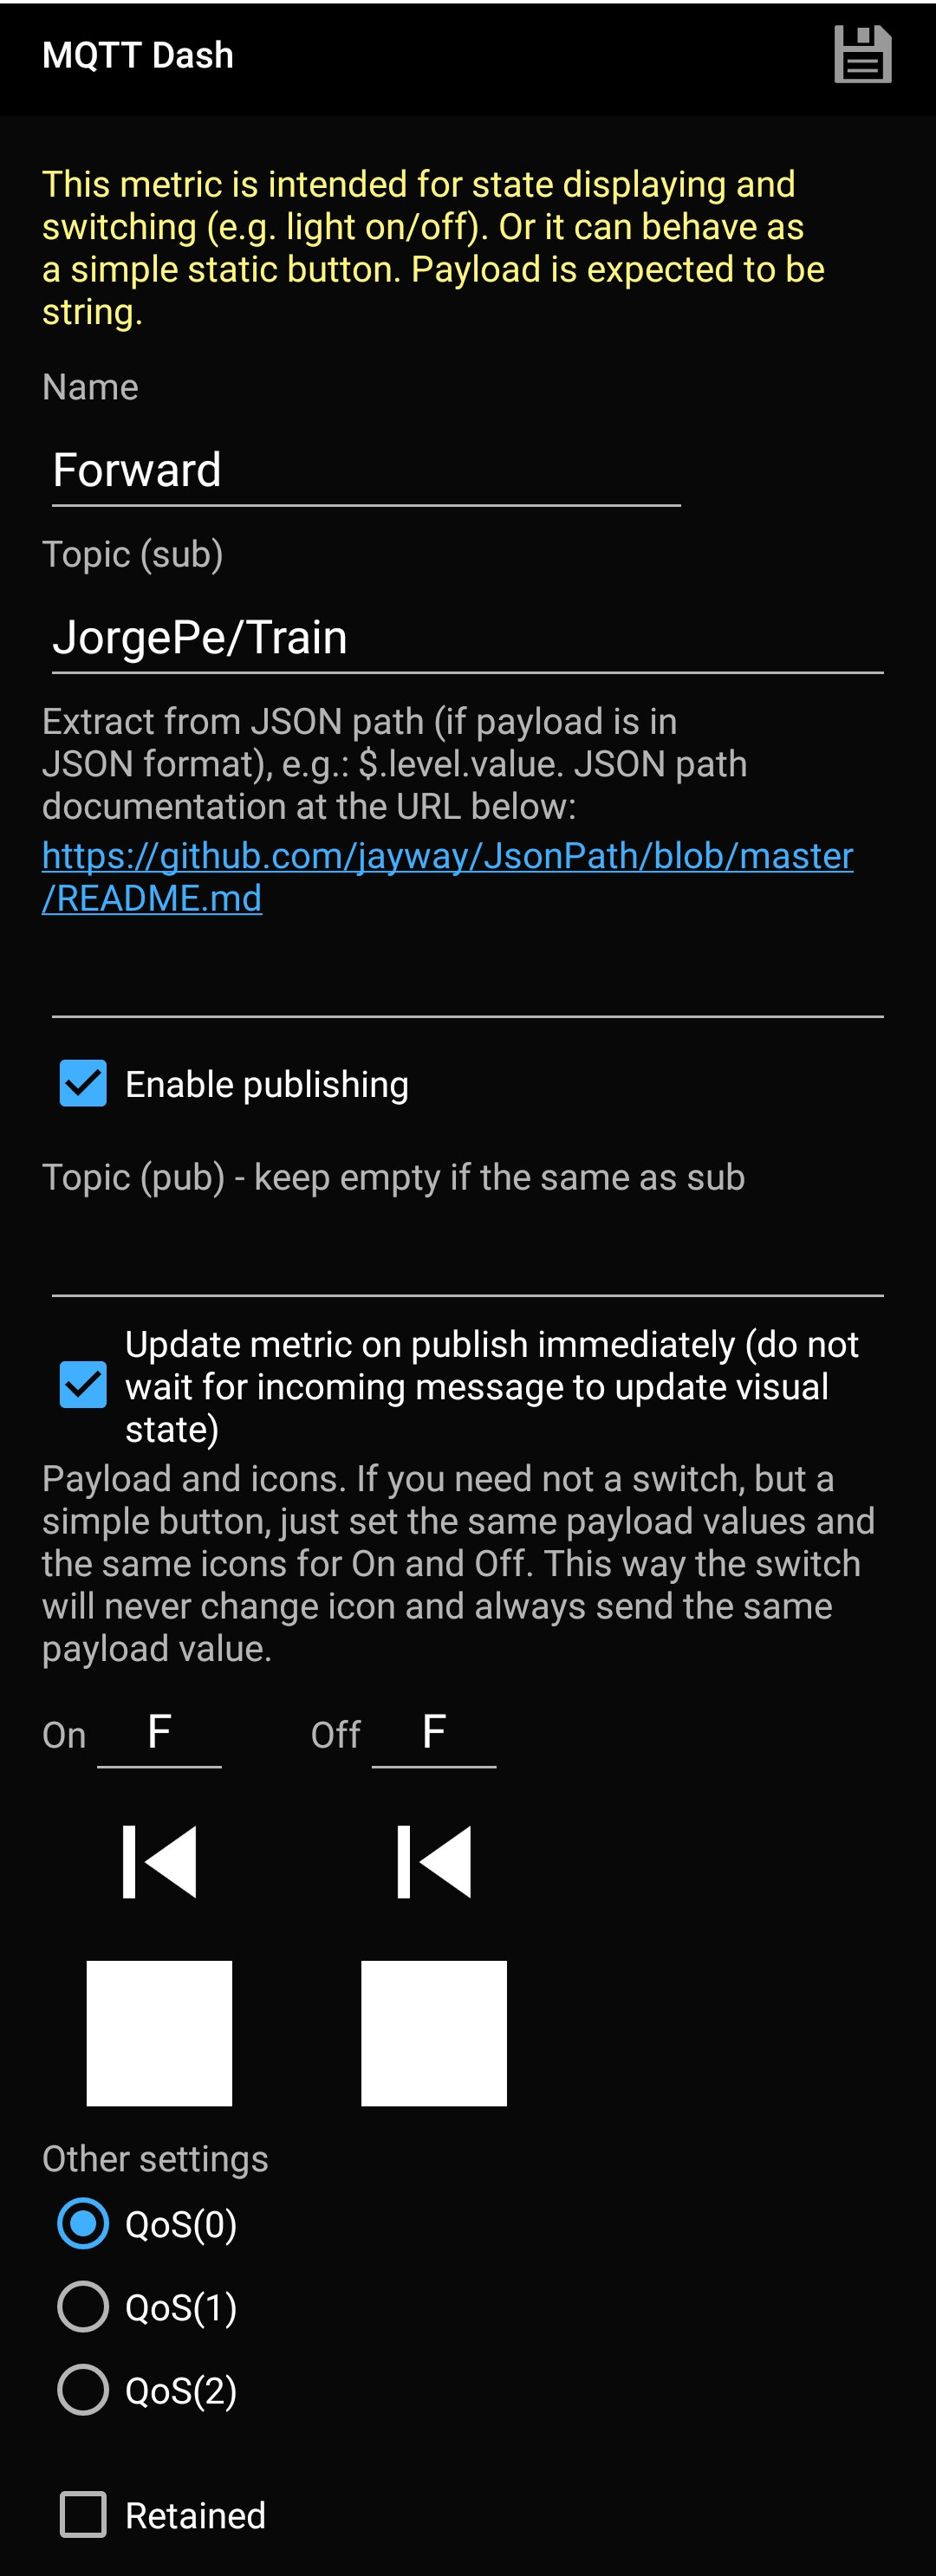 MQTT Dash
This metric is intended for state displaying and
switching (e.g. light on/off). Or it can behave as
a simple static button. Payload is expected to be
string.
Name
Forward
Topic (sub)
JorgePe/Train
Extract from JSON path (if payload is in
JSON format), e.g.: $.level.value. JSON path
documentation at the URL below:
https://github.com/jayway/JsonPath/blob/master
/README.md
Enable publishing
Topic (pub) - keep empty if the same as sub
Update metric on publish immediately (do not
wait for incoming message to update visual
state)
Payload and icons. If you need not a switch, but a
simple button, just set the same payload values and
the same icons for On and Off. This way the switch
will never change icon and always send the same
payload value.
On F Off F
Other settings
QoS(0)
QoS(1)
QoS(2)
Retained